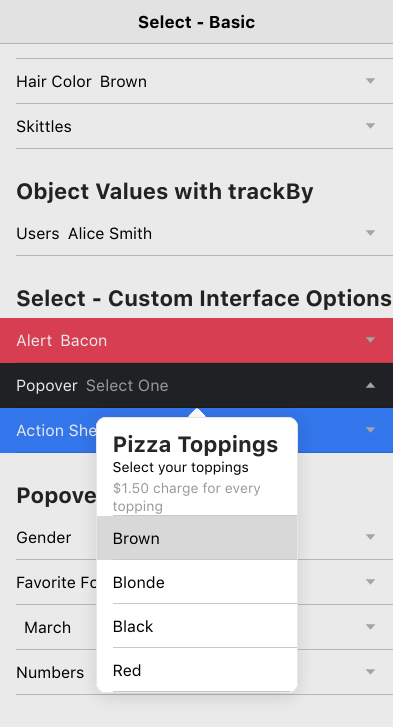 Select - Basic
Hair Color Brown
Skittles
Object Values with trackBy
Users Alice Smith
Select - Custom Interface Options
Alert Bacon
Popover Select One
Action She
Pizza Toppings
Select your toppings
$1.50 charge for every
topping
Popove
Brown
Gender
Blonde
Favorite Fo
Black
March
Red
Numbers